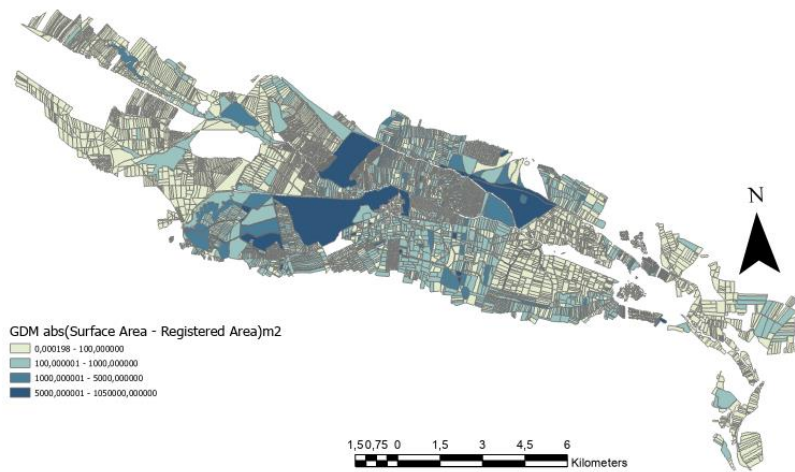 N
GDM abs(Surface Area - Registered Area)m2
0,000198 - 100,000000
100,000001 - 1000,000000
1000,000001 - 5000,000000
5000,000001 - 1050000,000000
1,50,75 0 1,5 3 4,5 6
Kilometers